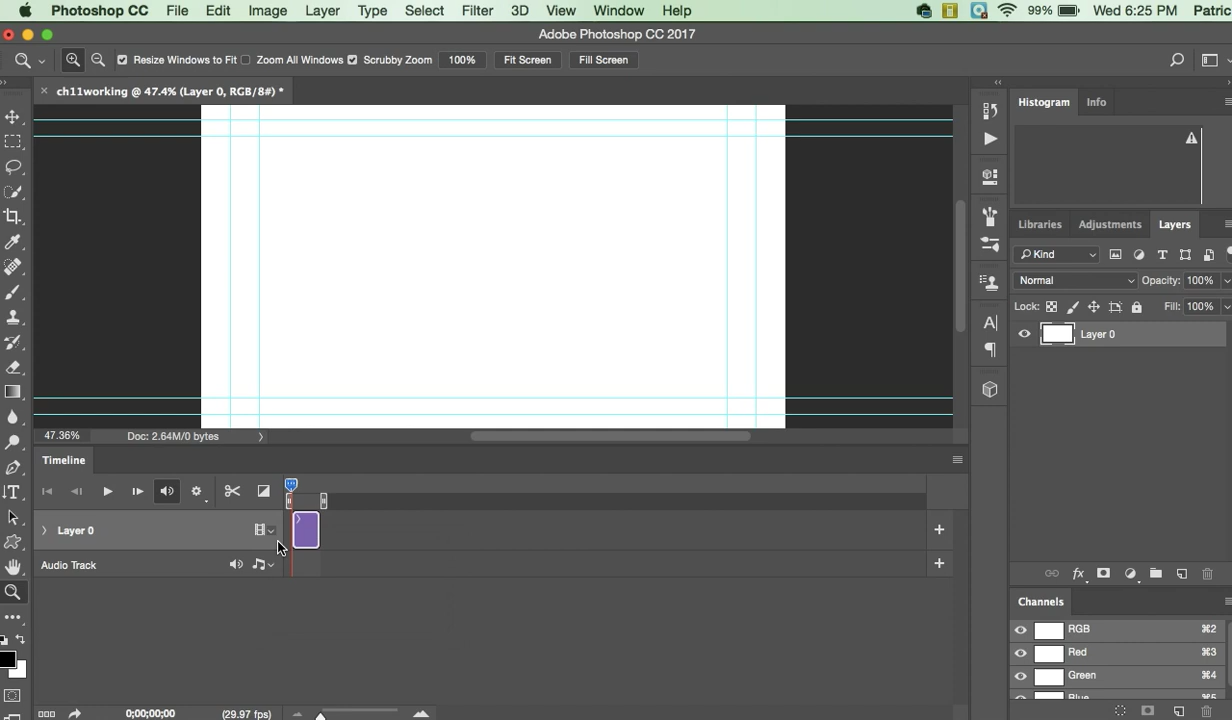 Photoshop CC File Edit Image Layer Type Select Filter 3D View Window Help 99% Wed 6:25 PM Patric
Adobe Photoshop CC 2017
Resize Windows to Fit Zoom All Windows Scrubby Zoom 100% Fit Screen Fill Screen
× ch11working @ 47.4% (Layer 0, RGB/8#) *
Histogram Info
Libraries Adjustments Layers
Kind
Normal Opacity: 100%
Lock: Fill: 100%
Layer 0
47.36% Doc: 2.64M/0 bytes
Timeline
Layer 0
Audio Track
Channels
RGB ⌘2
Red ⌘3
Green ⌘4
Blue ⌘5
0;00;00;00 (29.97 fps)